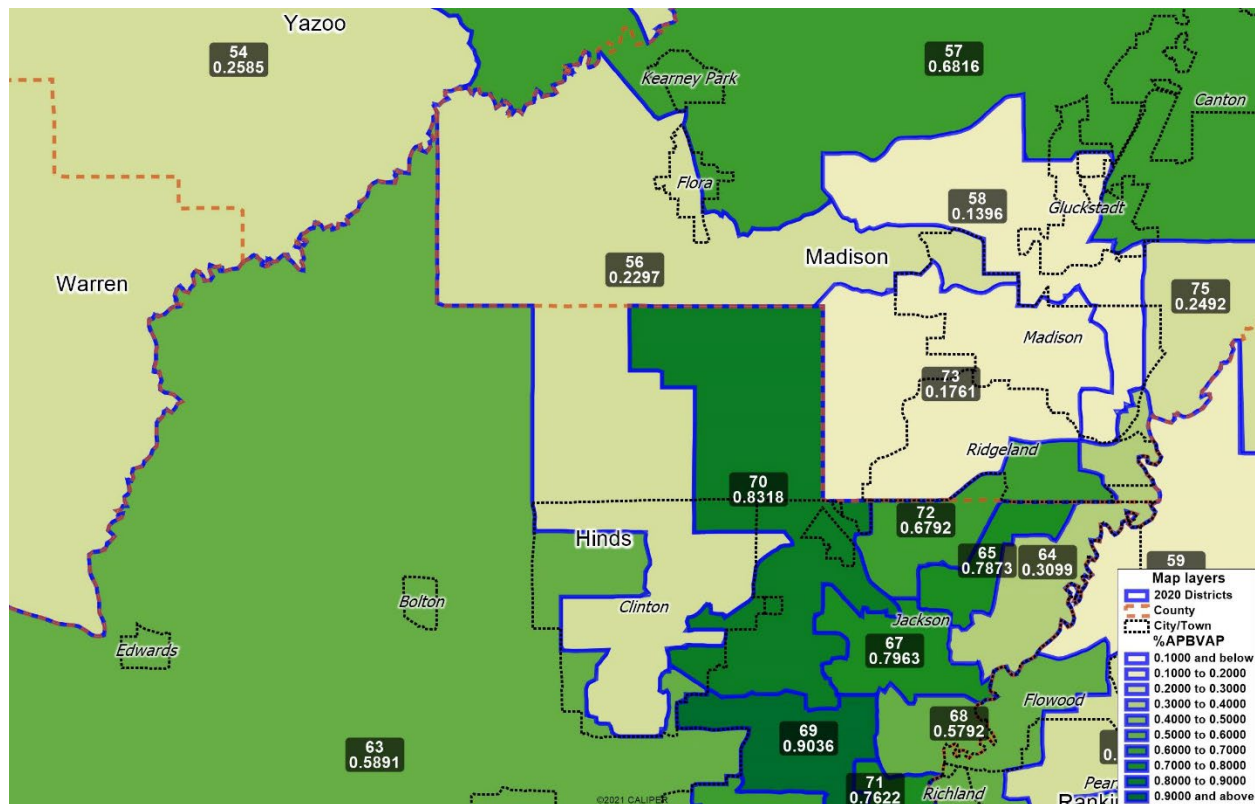 Yazoo
54
0.2585
57
0.6816
Kearney Park
Canton
Flora
58
0.1396
Gluckstadt
Warren
56
0.2297
Madison
75
0.2492
Madison
73
0.1761
Ridgeland
70
0.8318
72
0.6792
Hinds
65
0.7873
64
0.3099
59
Bolton
Clinton
Jackson
Edwards
67
0.7963
Flowood
68
0.5792
69
0.9036
63
0.5891
71
0.7622
Richland
©2021 CALIPER
Map layers
2020 Districts
County
City/Town
%APBVAP
0.1000 and below
0.1000 to 0.2000
0.2000 to 0.3000
0.3000 to 0.4000
0.4000 to 0.5000
0.5000 to 0.6000
0.6000 to 0.7000
0.7000 to 0.8000
0.8000 to 0.9000
0.9000 and above